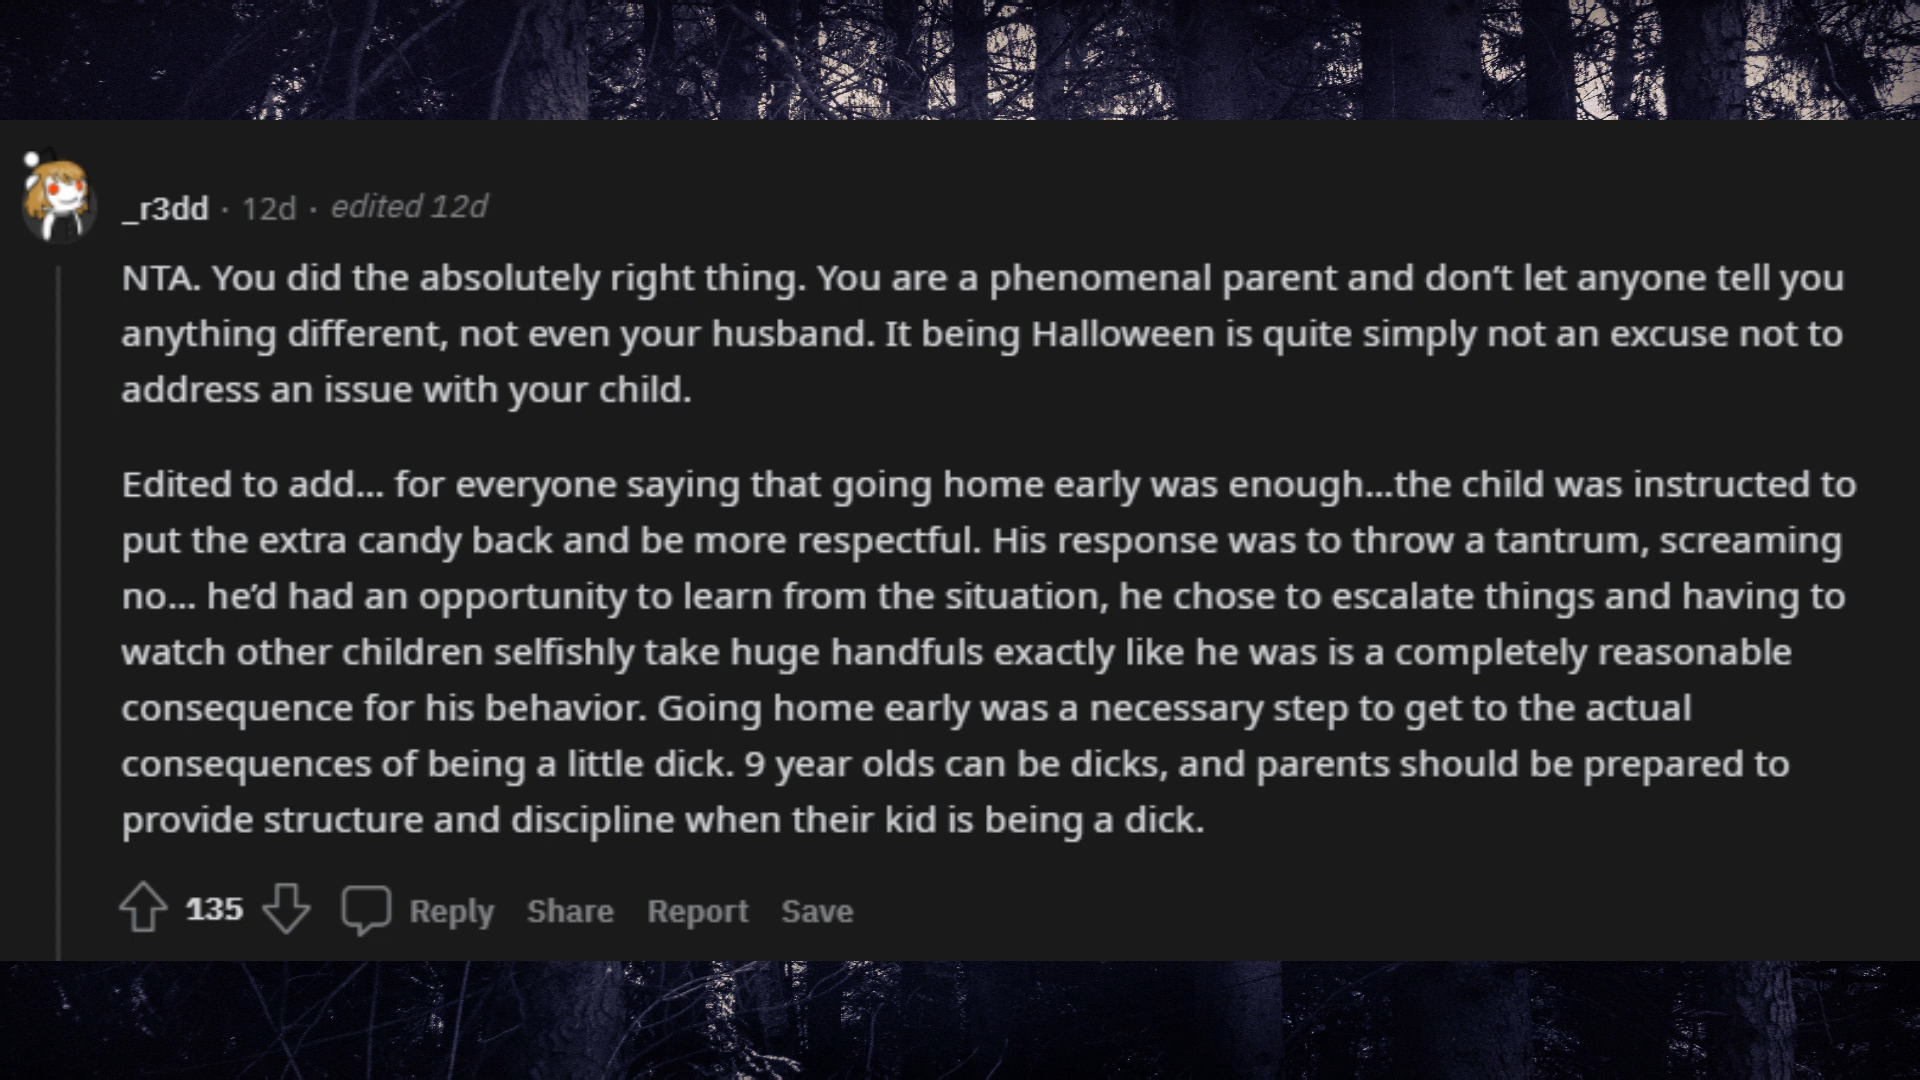 _r3dd · 12d · edited 12d
NTA. You did the absolutely right thing. You are a phenomenal parent and don’t let anyone tell you
anything different, not even your husband. It being Halloween is quite simply not an excuse not to
address an issue with your child.
Edited to add... for everyone saying that going home early was enough...the child was instructed to
put the extra candy back and be more respectful. His response was to throw a tantrum, screaming
no... he’d had an opportunity to learn from the situation, he chose to escalate things and having to
watch other children selfishly take huge handfuls exactly like he was is a completely reasonable
consequence for his behavior. Going home early was a necessary step to get to the actual
consequences of being a little dick. 9 year olds can be dicks, and parents should be prepared to
provide structure and discipline when their kid is being a dick.
135 Reply Share Report Save